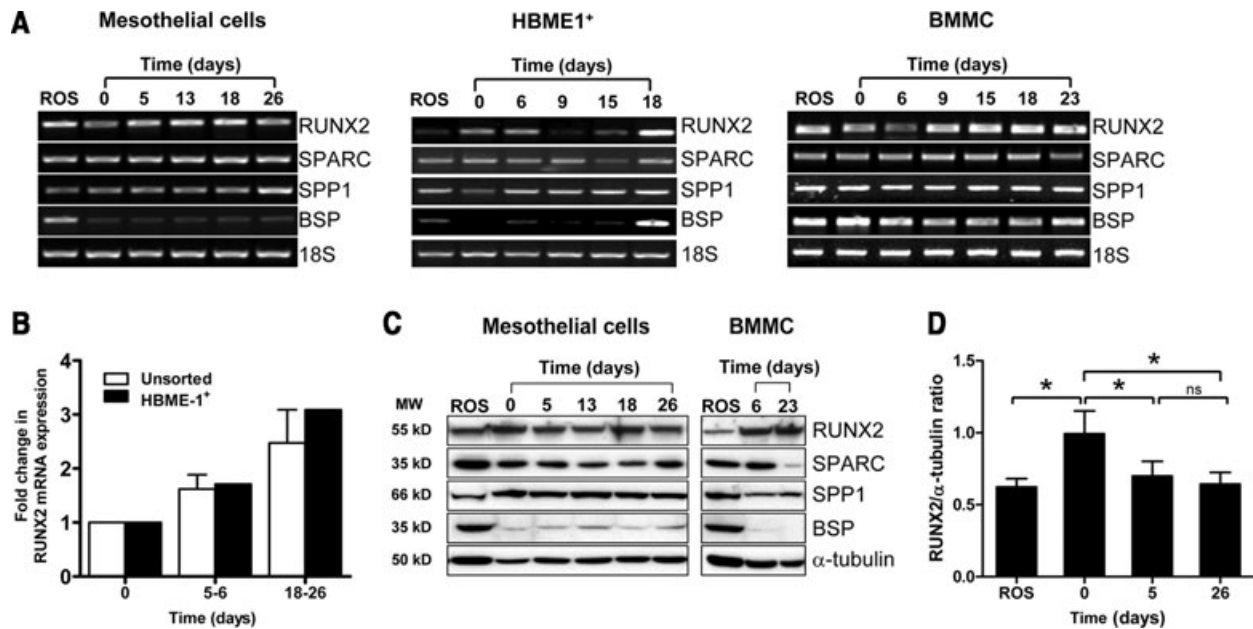 A
Mesothelial cells
Time (days)
ROS 0 5 13 18 26
RUNX2
SPARC
SPP1
BSP
18S
HBME1+
Time (days)
ROS 0 6 9 15 18
RUNX2
SPARC
SPP1
BSP
18S
BMMC
Time (days)
ROS 0 6 9 15 18 23
RUNX2
SPARC
SPP1
BSP
18S
B
Fold change in
RUNX2 mRNA expression
4
3
2
1
0
Unsorted
HBME-1+
0 5-6 18-26
Time (days)
C
Mesothelial cells
Time (days)
MW ROS 0 5 13 18 26
55 kD
35 kD
66 kD
35 kD
50 kD
BMMC
Time (days)
ROS 6 23
RUNX2
SPARC
SPP1
BSP
α-tubulin
D
RUNX2/α-tubulin ratio
1.5
1.0
0.5
0.0
* * * ns
ROS 0 5 26
Time (days)